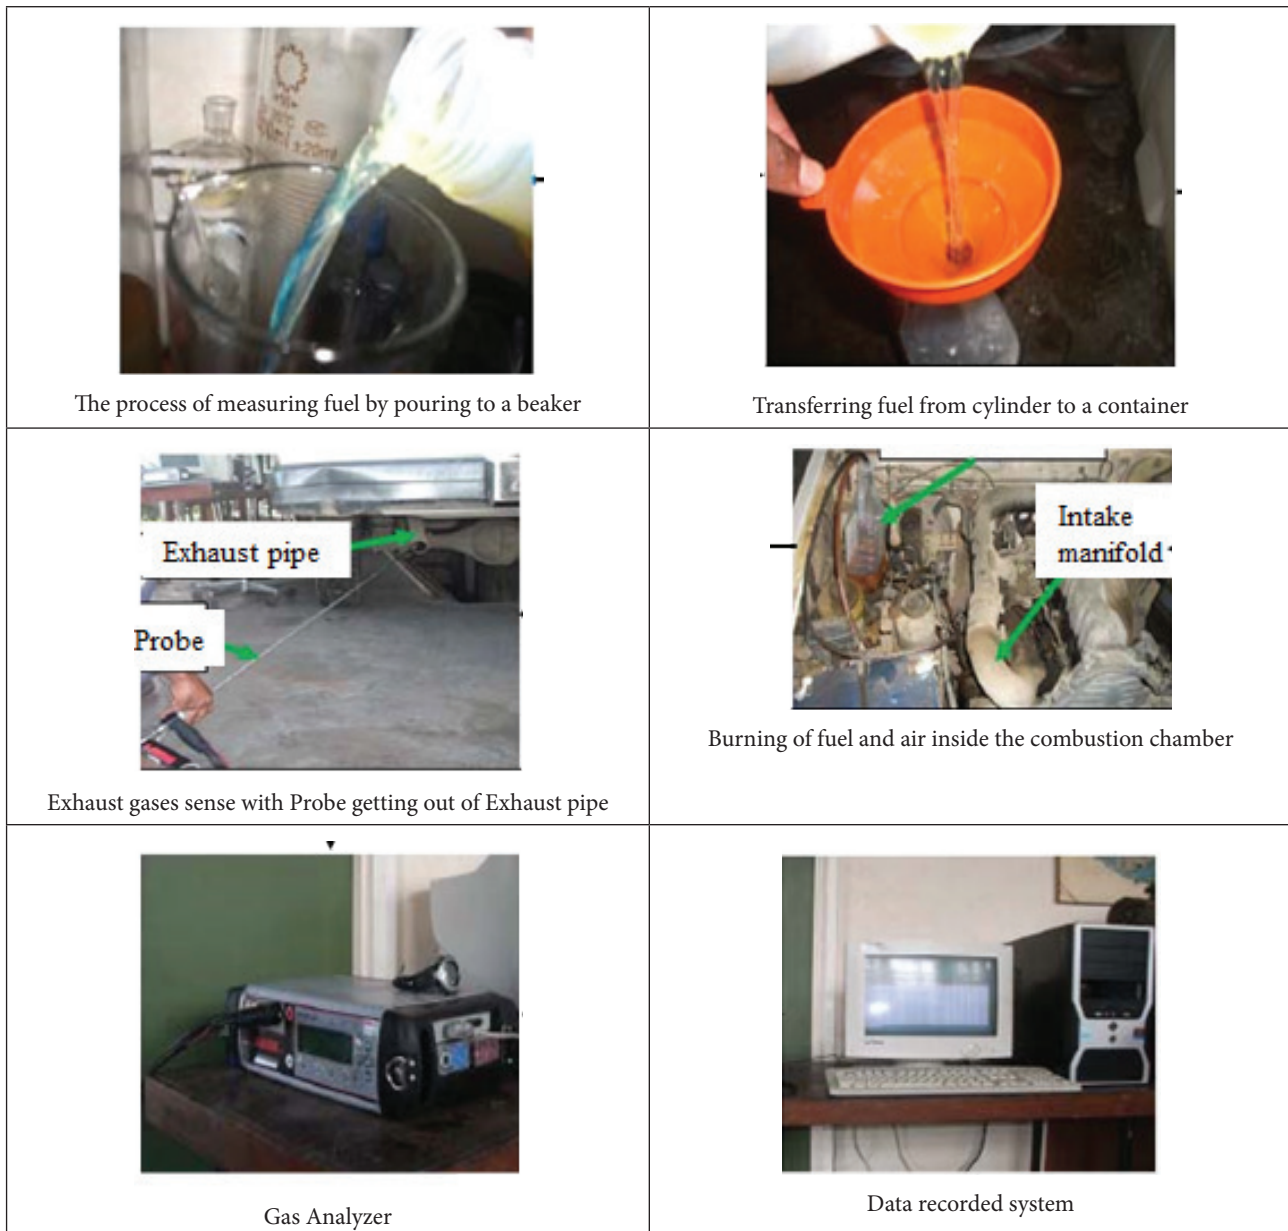 ±20ml
The process of measuring fuel by pouring to a beaker
Transferring fuel from cylinder to a container
Exhaust pipe
Probe
Exhaust gases sense with Probe getting out of Exhaust pipe
Intake
manifold
Burning of fuel and air inside the combustion chamber
Gas Analyzer
Data recorded system